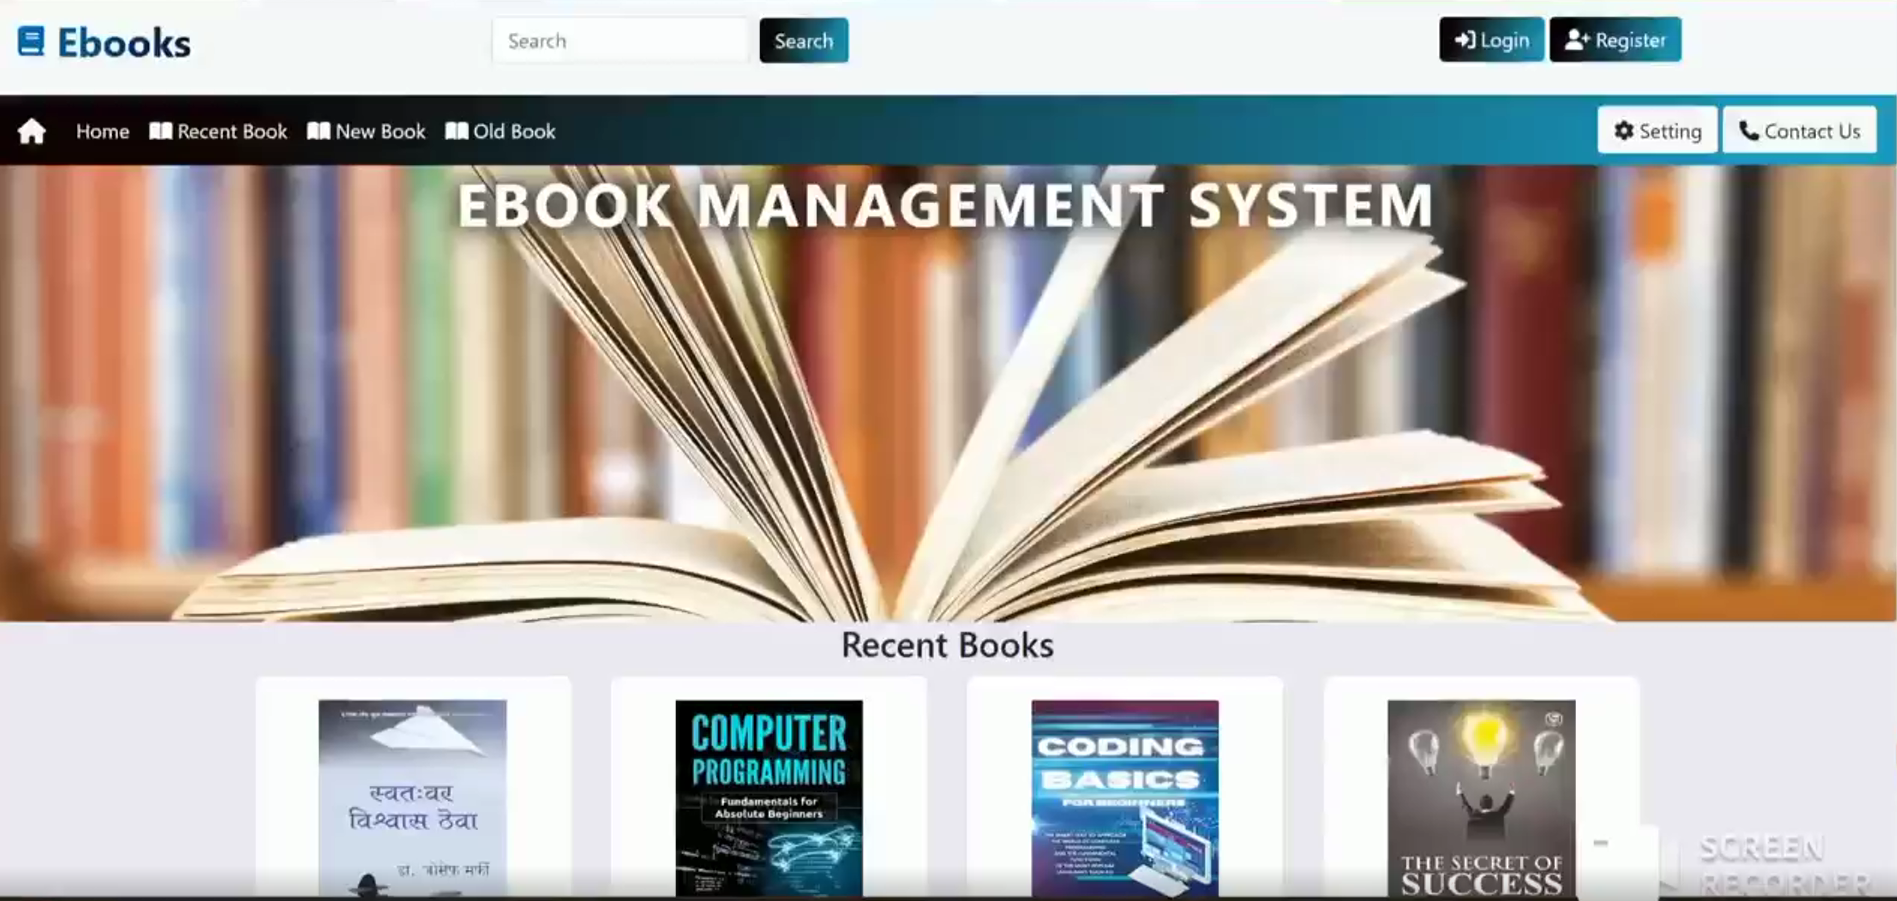 Ebooks
Search
Search
Login
Register
Home
Recent Book
New Book
Old Book
Setting
Contact Us
EBOOK MANAGEMENT SYSTEM
Recent Books
स्वतःवर
विश्वास ठेवा
डॉ. जोसेफ मर्फी
COMPUTER
PROGRAMMING
Fundamentals for
Absolute Beginners
CODING
BASICS
FOR BEGINNERS
THE SECRET OF
SUCCESS
SCREEN
RECORDER